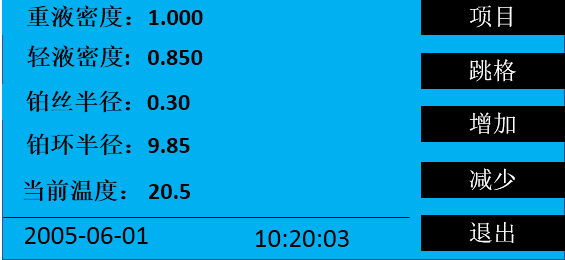 重液密度：1.000
轻液密度：0.850
铂丝半径：0.30
铂环半径：9.85
当前温度：20.5
2005-06-01 10:20:03
项目
跳格
增加
减少
退出